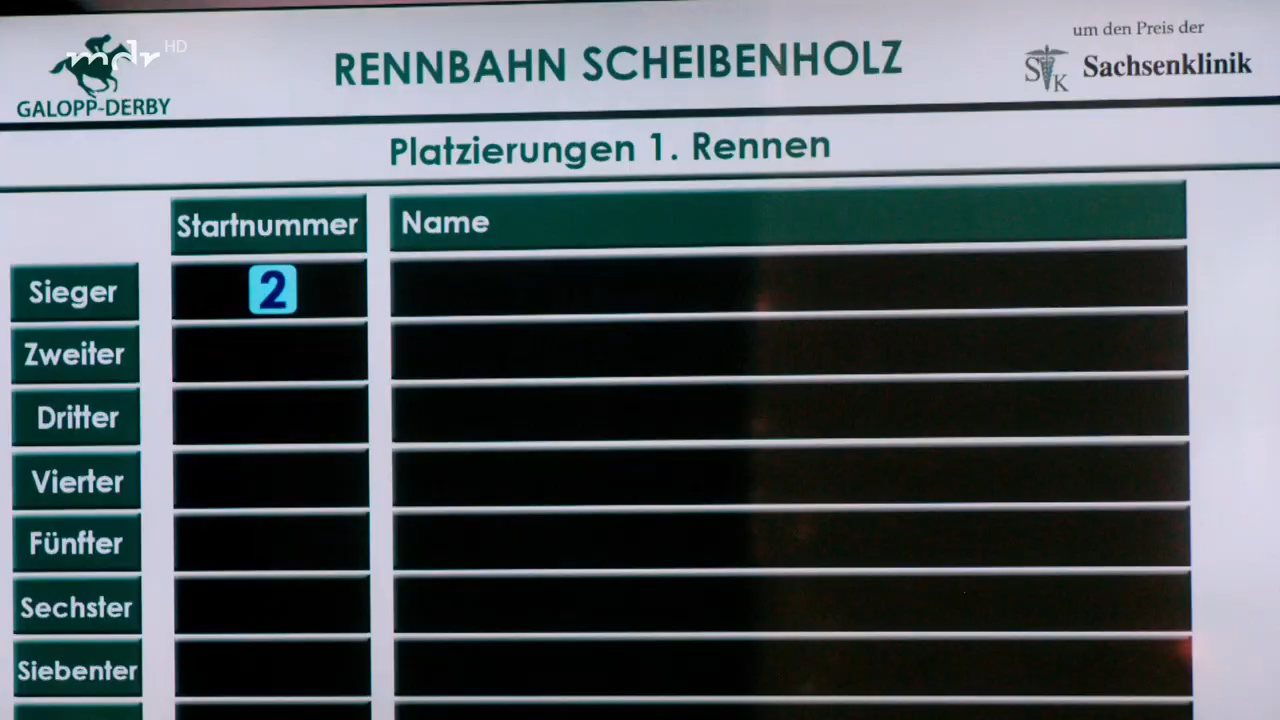 mdr HD
GALOPP-DERBY
RENNBAHN SCHEIBENHOLZ
um den Preis der
SK Sachsenklinik
Platzierungen 1. Rennen
Startnummer Name
Sieger 2
Zweiter
Dritter
Vierter
Fünfter
Sechster
Siebenter